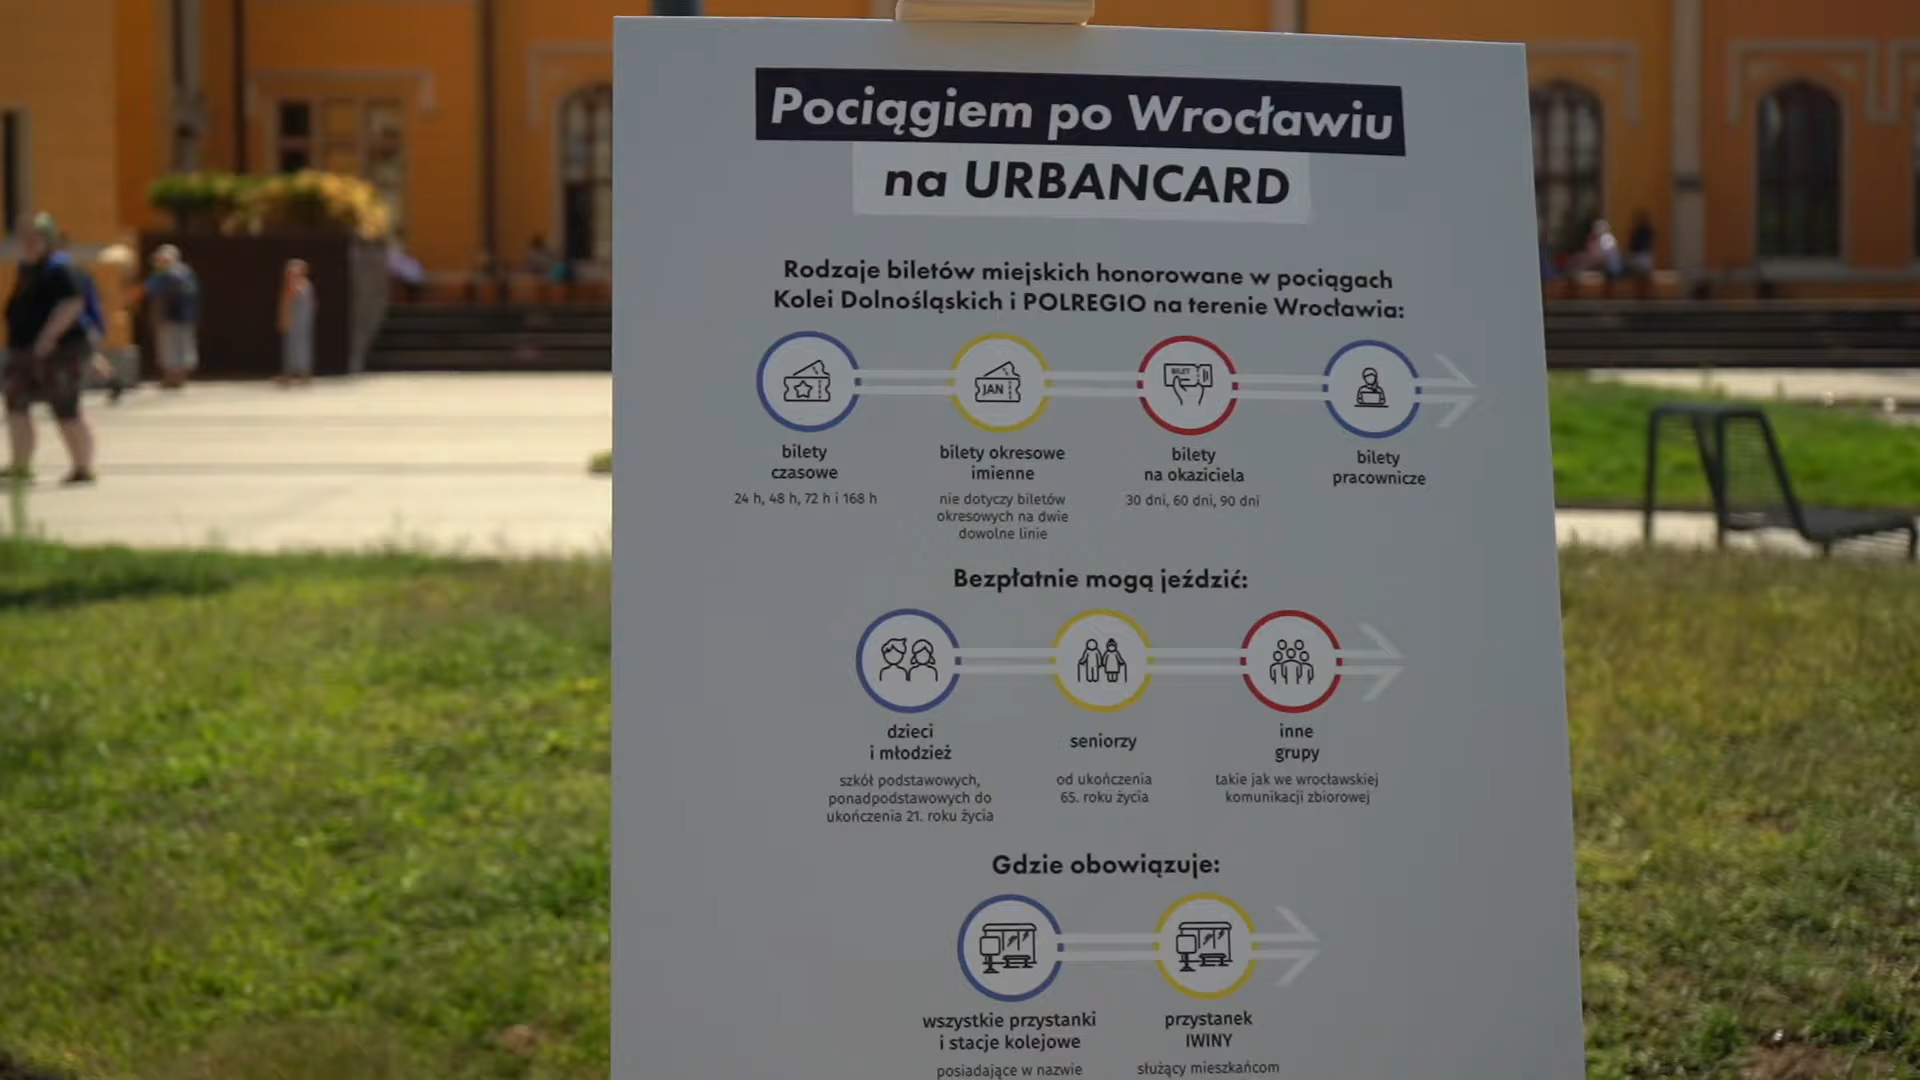 Pociągiem po Wrocławiu
na URBANCARD
Rodzaje biletów miejskich honorowane w pociągach
Kolei Dolnośląskich i POLREGIO na terenie Wrocławia:
JAN
BILET
bilety
czasowe
24 h, 48 h, 72 h i 168 h
bilety okresowe
imienne
nie dotyczy biletów
okresowych na dwie
dowolne linie
bilety
na okaziciela
30 dni, 60 dni, 90 dni
bilety
pracownicze
Bezpłatnie mogą jeździć:
dzieci
i młodzież
szkół podstawowych,
ponadpodstawowych do
ukończenia 21. roku życia
seniorzy
od ukończenia
65. roku życia
inne
grupy
takie jak we wrocławskiej
komunikacji zbiorowej
Gdzie obowiązuje:
wszystkie przystanki
i stacje kolejowe
posiadające w nazwie
przystanek
IWINY
służący mieszkańcom